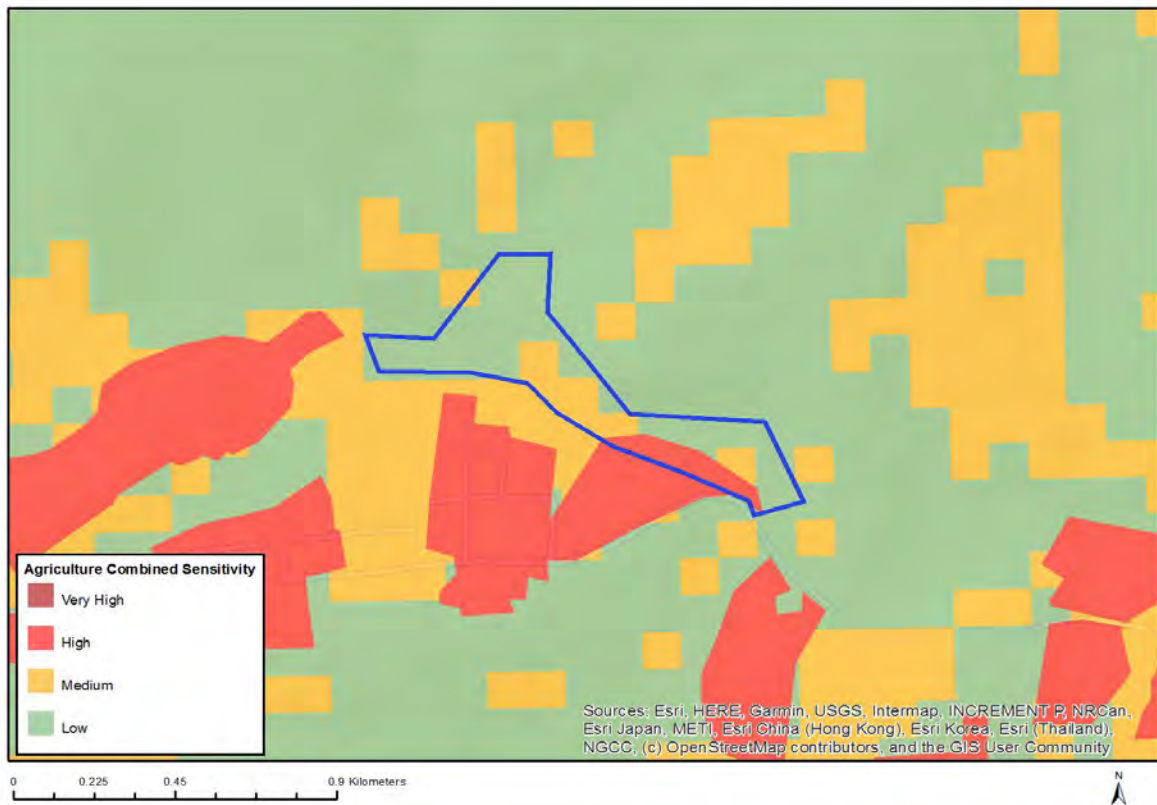 Agriculture Combined Sensitivity
Very High
High
Medium
Low
Sources: Esri, HERE, Garmin, USGS, Intermap, INCREMENT P, NRCan,
Esri Japan, METI, Esri China (Hong Kong), Esri Korea, Esri (Thailand),
NGCC, (c) OpenStreetMap contributors, and the GIS User Community
0 0.225 0.45 0.9 Kilometers
N